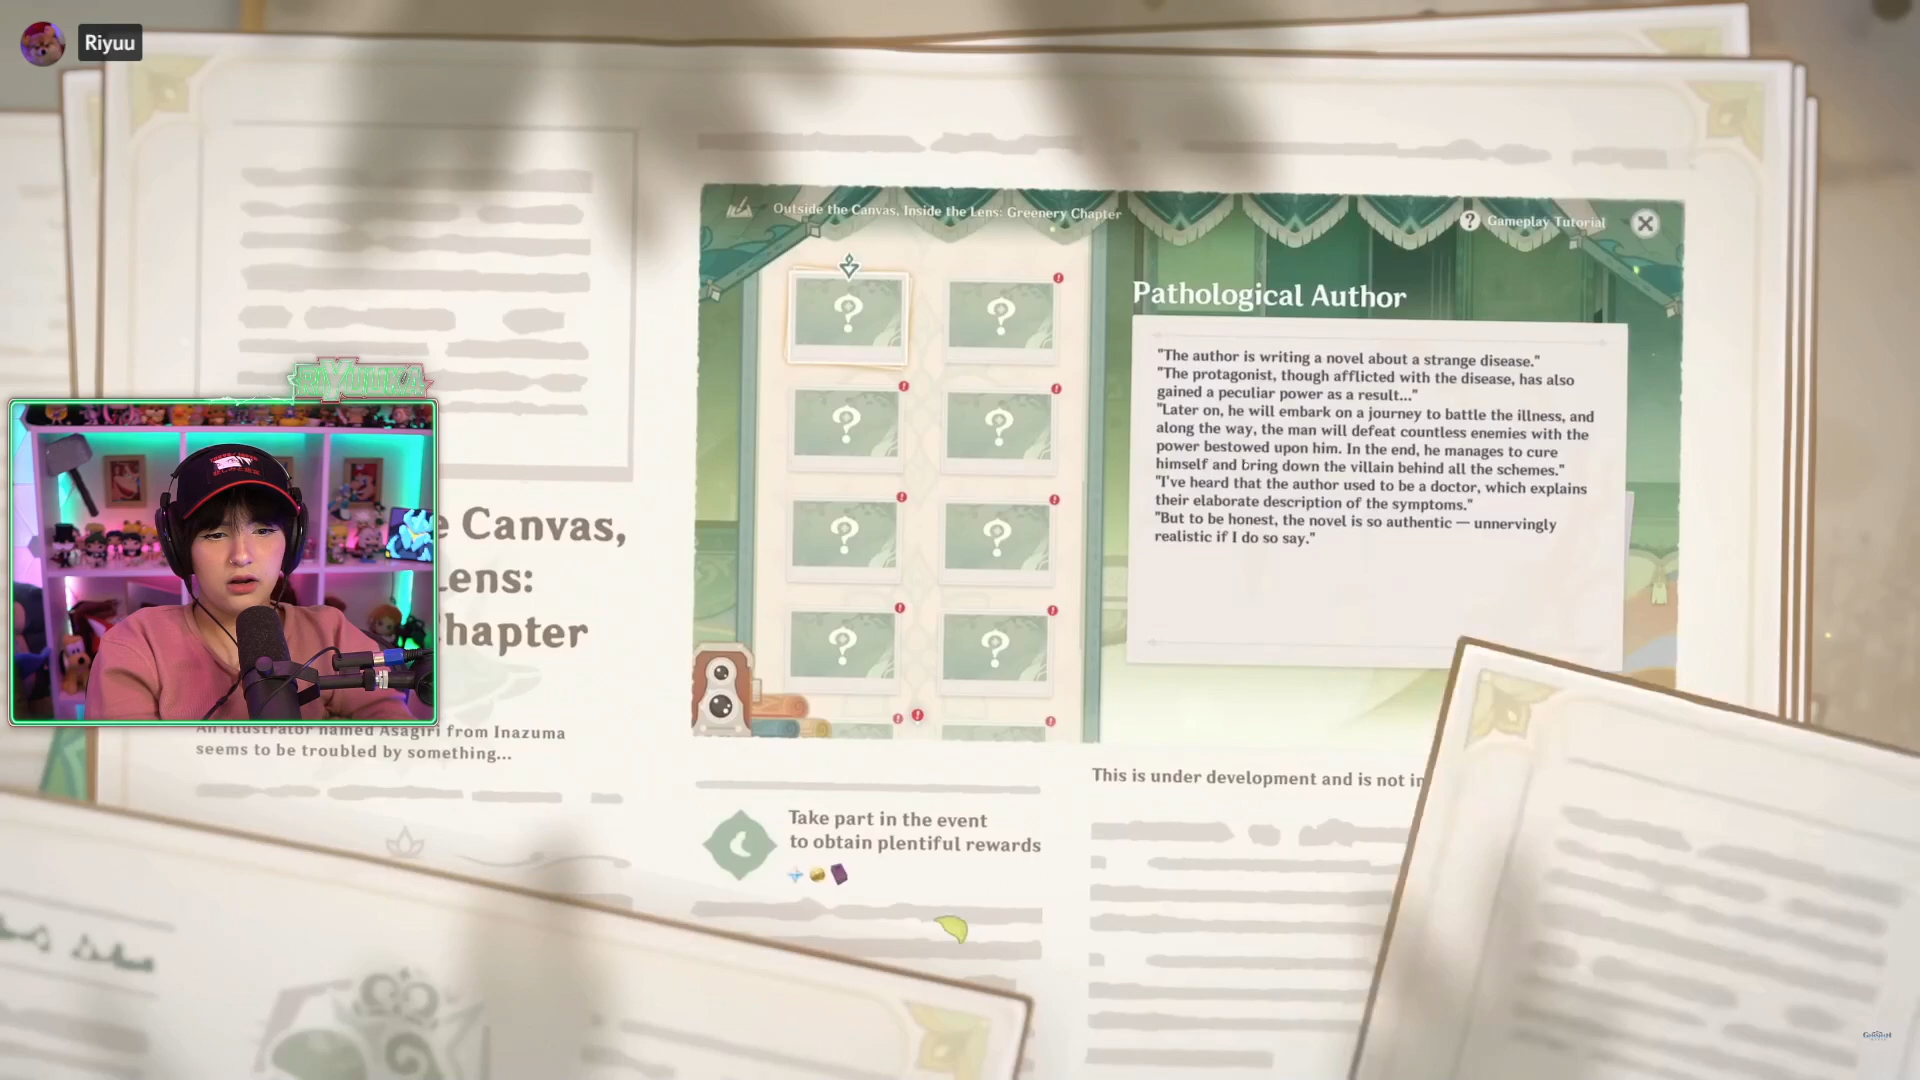 Riyuu
Outside the Canvas, Inside the Lens: Greenery Chapter
Gameplay Tutorial
Pathological Author
"The author is writing a novel about a strange disease."
"The protagonist, though afflicted with the disease, has also
gained a peculiar power as a result..."
"Later on, he will embark on a journey to battle the illness, and
along the way, the man will defeat countless enemies with the
power bestowed upon him. In the end, he manages to cure
himself and bring down the villain behind all the schemes."
"I've heard that the author used to be a doctor, which explains
their elaborate description of the symptoms."
"But to be honest, the novel is so authentic — unnervingly
realistic if I do so say."
e Canvas,
Lens:
hapter
An illustrator named Asagiri from Inazuma
seems to be troubled by something...
This is under development and is not in
Take part in the event
to obtain plentiful rewards
Genshin